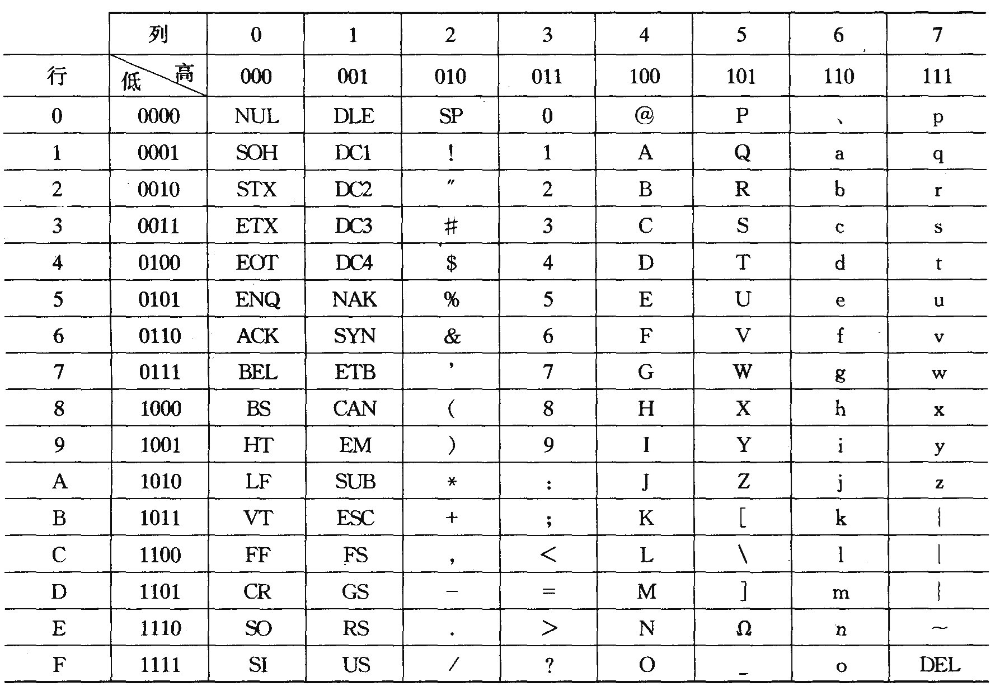 列 0 1 2 3 4 5 6 7
行 低 高 000 001 010 011 100 101 110 111
0 0000 NUL DLE SP 0 @ P 、 p
1 0001 SOH DC1 ! 1 A Q a q
2 0010 STX DC2 〃 2 B R b r
3 0011 ETX DC3 # 3 C S c s
4 0100 EOT DC4 $ 4 D T d t
5 0101 ENQ NAK % 5 E U e u
6 0110 ACK SYN & 6 F V f v
7 0111 BEL ETB ’ 7 G W g w
8 1000 BS CAN ( 8 H X h x
9 1001 HT EM ) 9 I Y i y
A 1010 LF SUB * : J Z j z
B 1011 VT ESC + ; K [ k {
C 1100 FF FS , < L \ l |
D 1101 CR GS − = M ] m }
E 1110 SO RS . > N Ω n ~
F 1111 SI US / ? O _ o DEL